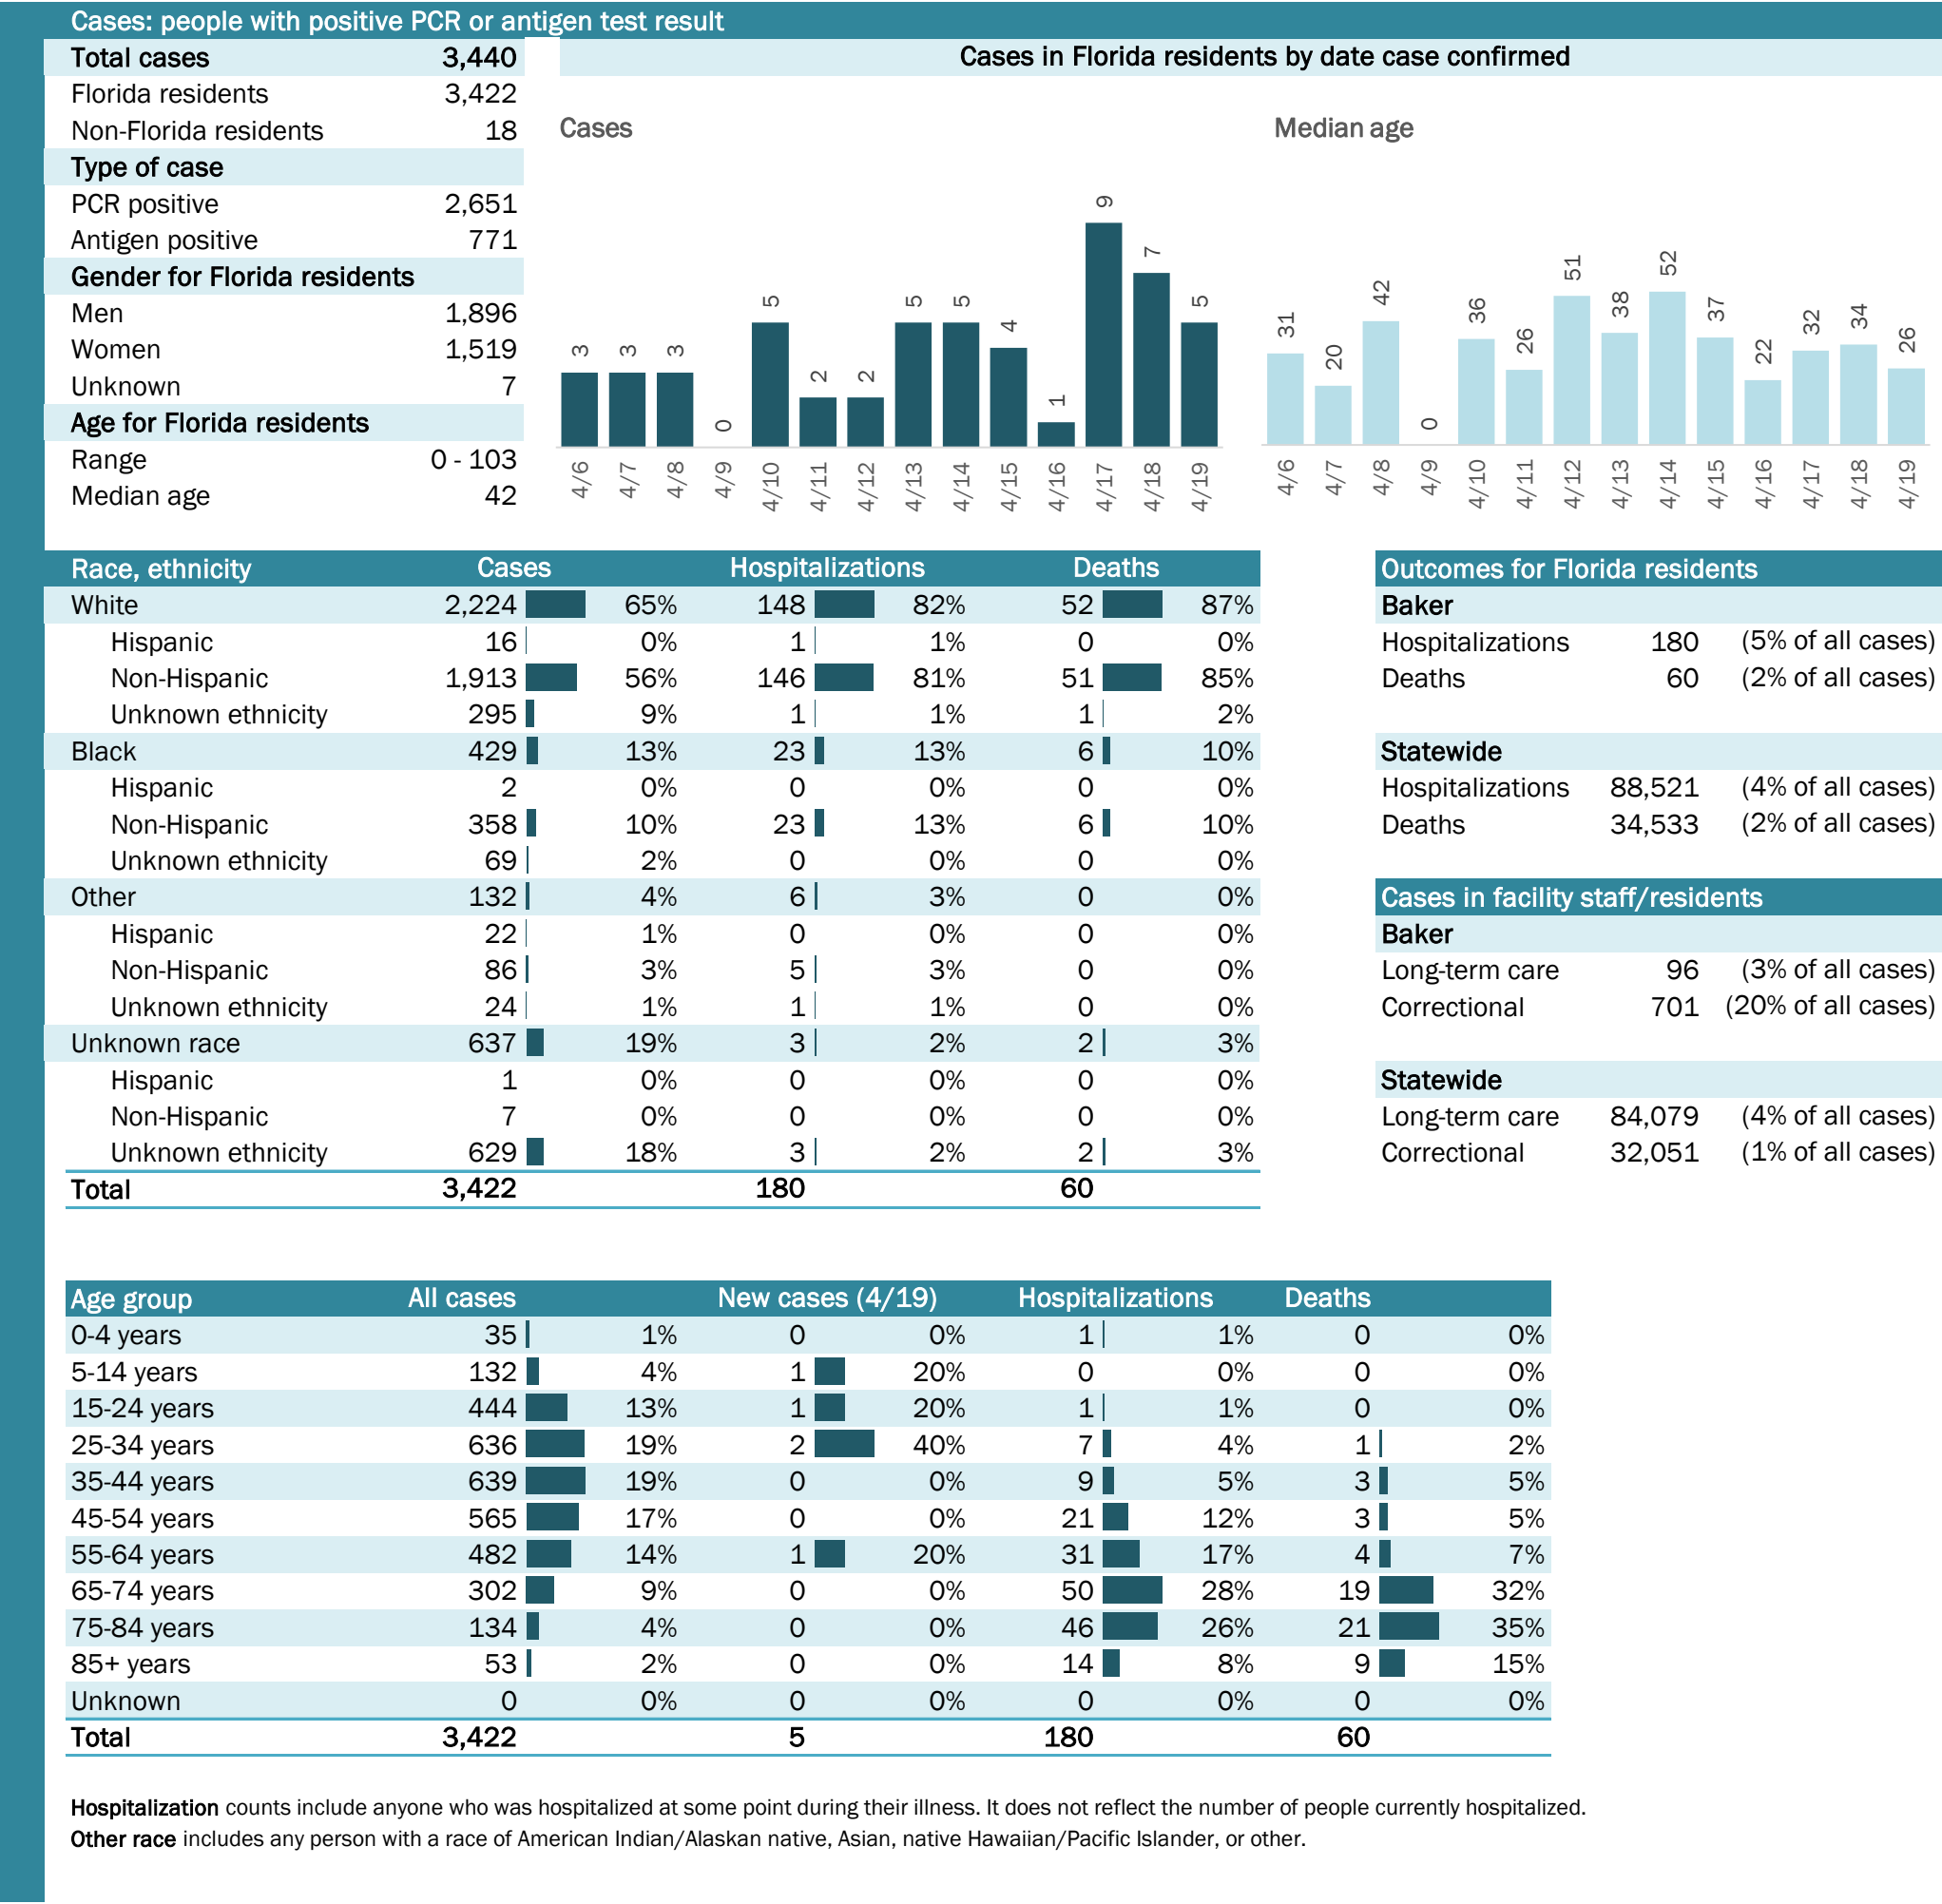 Cases: people with positive PCR or antigen test result
Total cases 3,440
Florida residents 3,422
Non-Florida residents 18
Type of case
PCR positive 2,651
Antigen positive 771
Gender for Florida residents
Men 1,896
Women 1,519
Unknown 7
Age for Florida residents
Range 0 - 103
Median age 42
Cases in Florida residents by date case confirmed
Cases
3 3 3 0 5 2 2 5 5 4 1 9 7 5
4/6 4/7 4/8 4/9 4/10 4/11 4/12 4/13 4/14 4/15 4/16 4/17 4/18 4/19
Median age
31 20 42 0 36 26 51 38 52 37 22 32 34 26
4/6 4/7 4/8 4/9 4/10 4/11 4/12 4/13 4/14 4/15 4/16 4/17 4/18 4/19
Race, ethnicity Cases Hospitalizations Deaths
White 2,224 65% 148 82% 52 87%
Hispanic 16 0% 1 1% 0 0%
Non-Hispanic 1,913 56% 146 81% 51 85%
Unknown ethnicity 295 9% 1 1% 1 2%
Black 429 13% 23 13% 6 10%
Hispanic 2 0% 0 0% 0 0%
Non-Hispanic 358 10% 23 13% 6 10%
Unknown ethnicity 69 2% 0 0% 0 0%
Other 132 4% 6 3% 0 0%
Hispanic 22 1% 0 0% 0 0%
Non-Hispanic 86 3% 5 3% 0 0%
Unknown ethnicity 24 1% 1 1% 0 0%
Unknown race 637 19% 3 2% 2 3%
Hispanic 1 0% 0 0% 0 0%
Non-Hispanic 7 0% 0 0% 0 0%
Unknown ethnicity 629 18% 3 2% 2 3%
Total 3,422 180 60
Outcomes for Florida residents
Baker
Hospitalizations 180 (5% of all cases)
Deaths 60 (2% of all cases)
Statewide
Hospitalizations 88,521 (4% of all cases)
Deaths 34,533 (2% of all cases)
Cases in facility staff/residents
Baker
Long-term care 96 (3% of all cases)
Correctional 701 (20% of all cases)
Statewide
Long-term care 84,079 (4% of all cases)
Correctional 32,051 (1% of all cases)
Age group All cases New cases (4/19) Hospitalizations Deaths
0-4 years 35 1% 0 0% 1 1% 0 0%
5-14 years 132 4% 1 20% 0 0% 0 0%
15-24 years 444 13% 1 20% 1 1% 0 0%
25-34 years 636 19% 2 40% 7 4% 1 2%
35-44 years 639 19% 0 0% 9 5% 3 5%
45-54 years 565 17% 0 0% 21 12% 3 5%
55-64 years 482 14% 1 20% 31 17% 4 7%
65-74 years 302 9% 0 0% 50 28% 19 32%
75-84 years 134 4% 0 0% 46 26% 21 35%
85+ years 53 2% 0 0% 14 8% 9 15%
Unknown 0 0% 0 0% 0 0% 0 0%
Total 3,422 5 180 60
Hospitalization counts include anyone who was hospitalized at some point during their illness. It does not reflect the number of people currently hospitalized.
Other race includes any person with a race of American Indian/Alaskan native, Asian, native Hawaiian/Pacific Islander, or other.